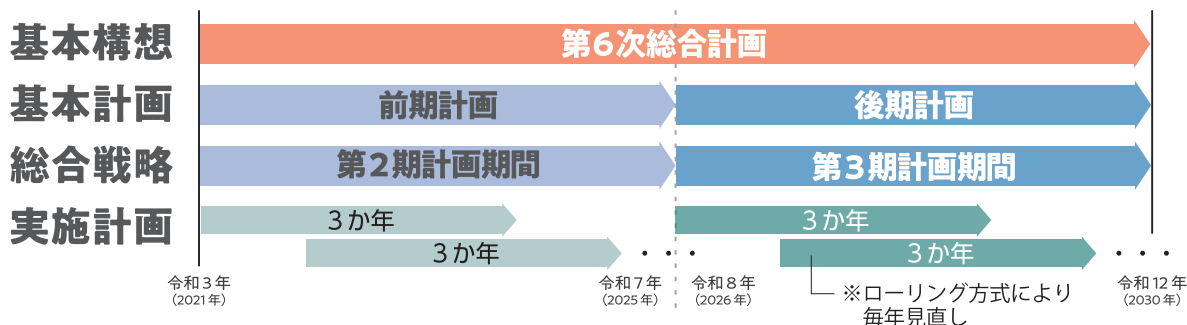 基本構想
第６次総合計画
基本計画
前期計画
後期計画
総合戦略
第２期計画期間
第３期計画期間
実施計画
３か年
３か年
３か年
３か年
・・・
・・・
令和３年
（2021年）
令和７年
（2025年）
令和８年
（2026年）
令和12年
（2030年）
※ローリング方式により
毎年見直し